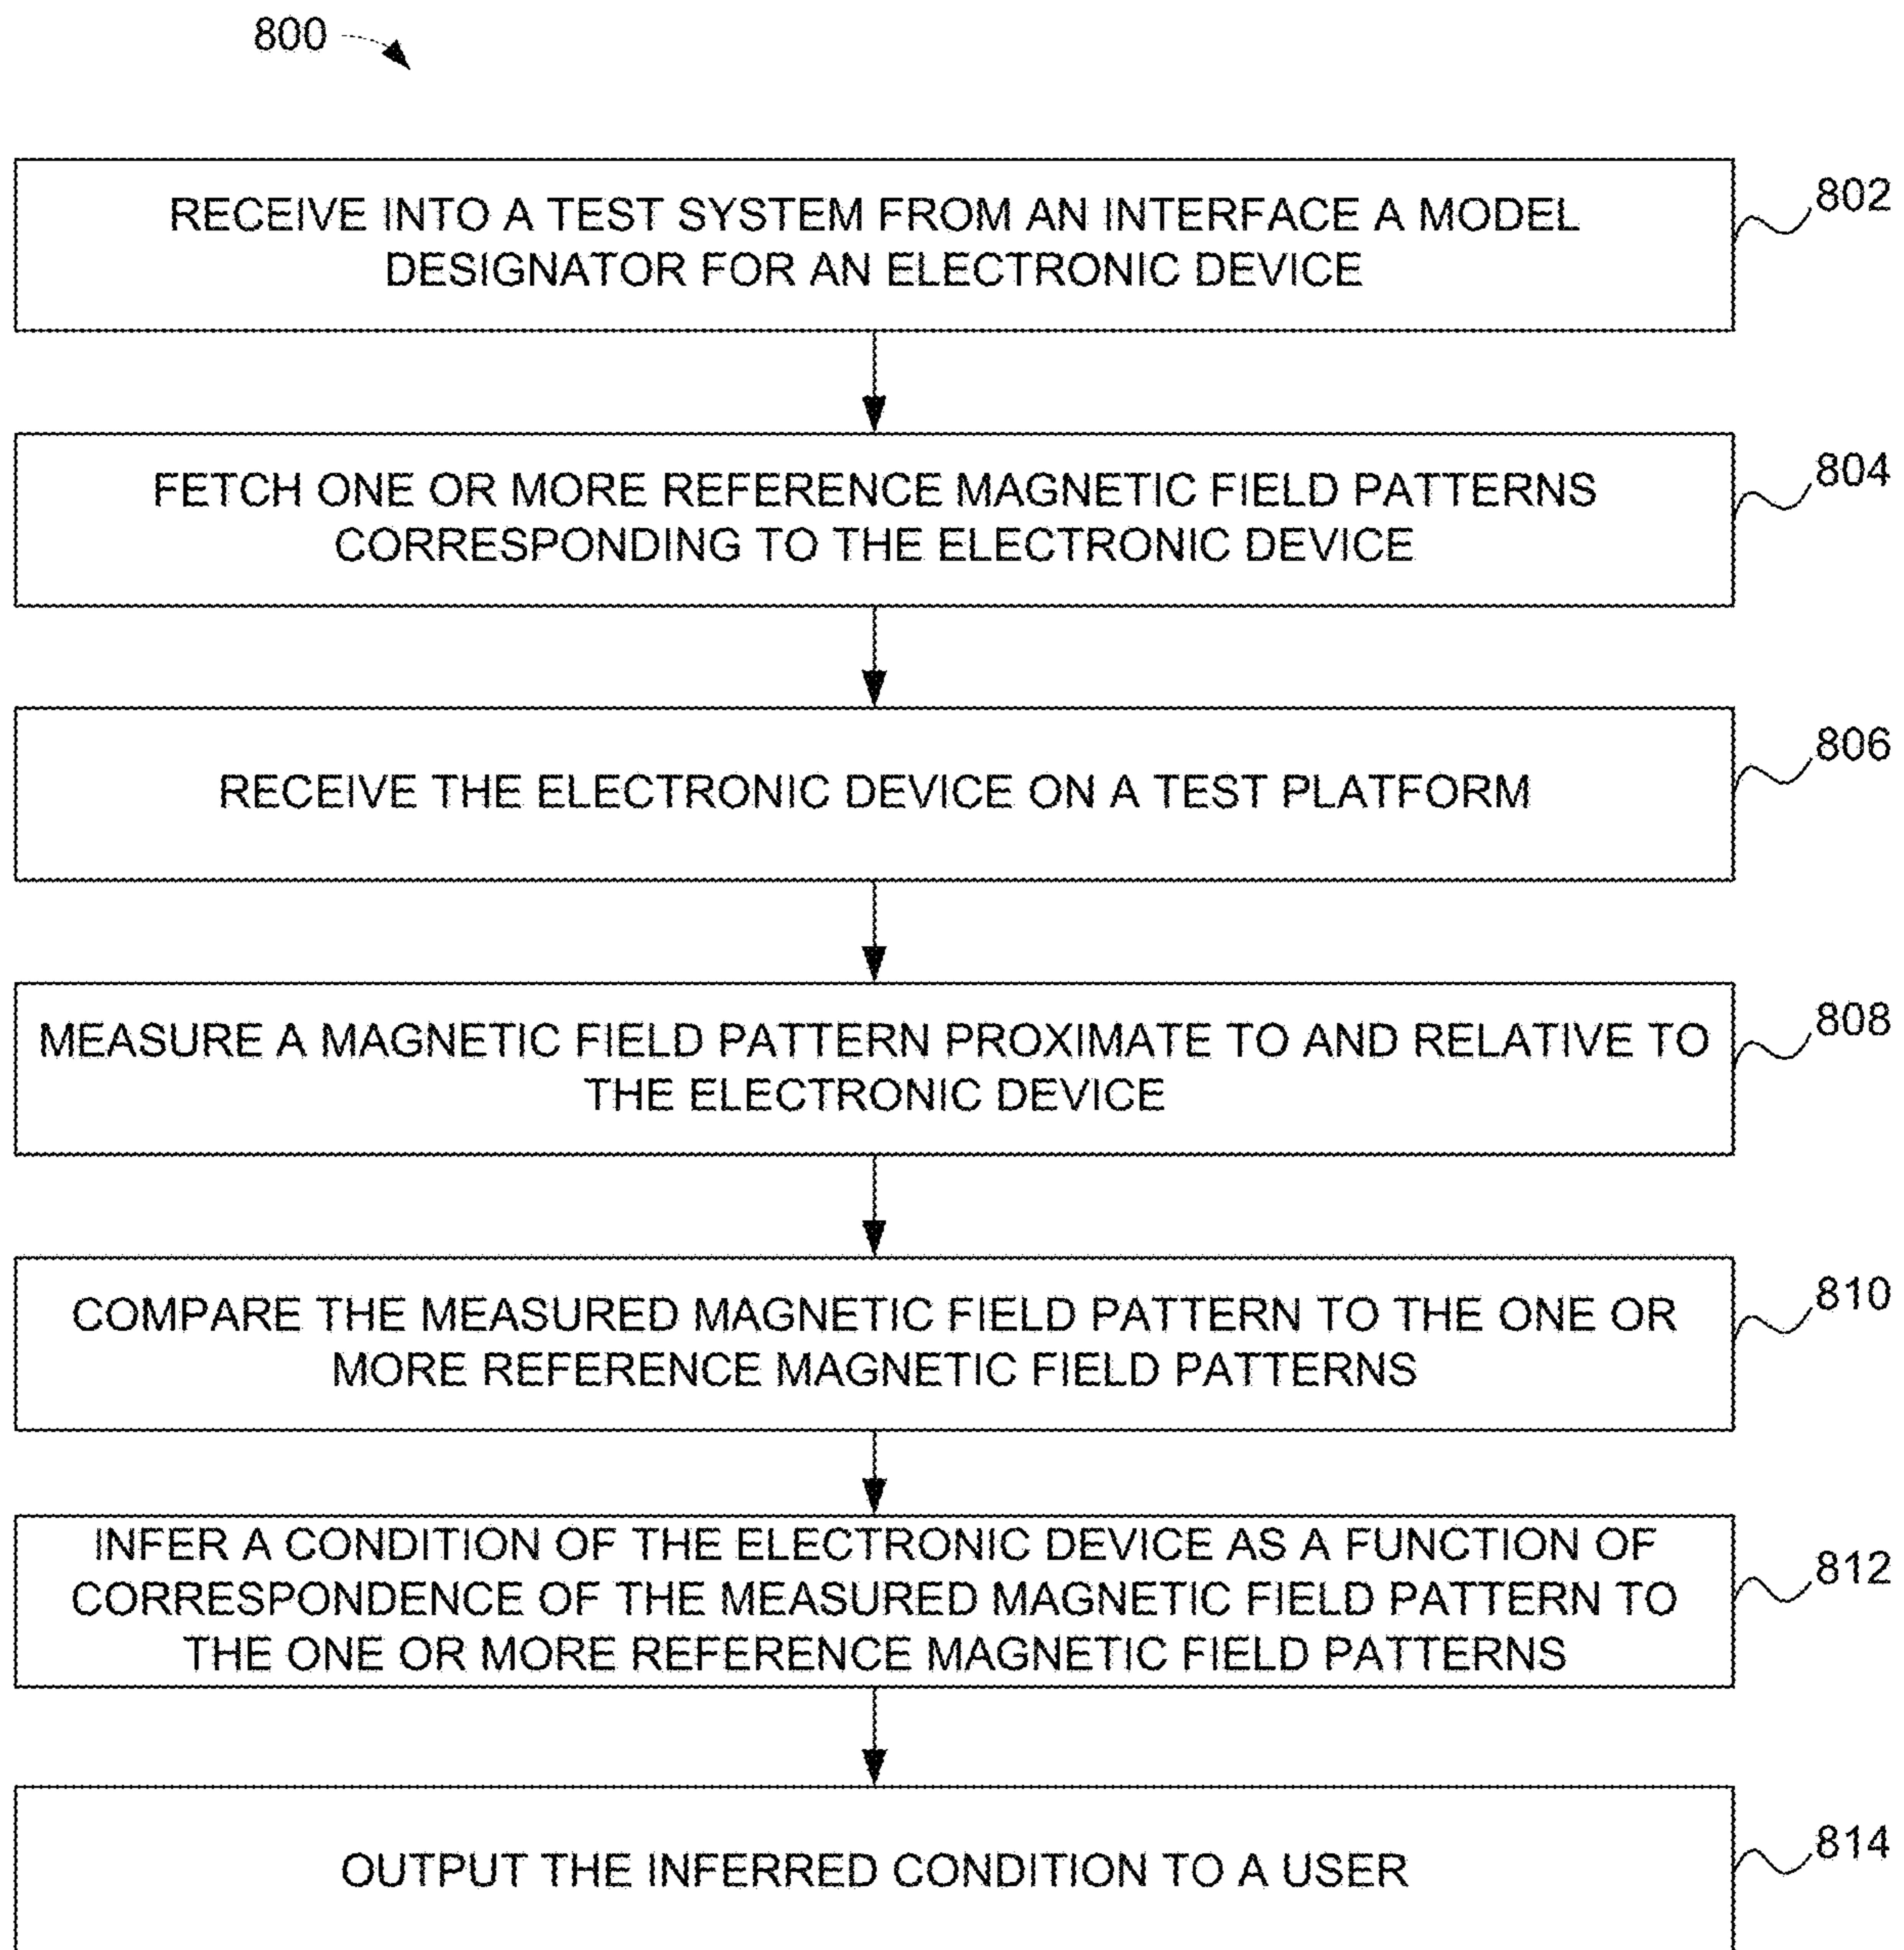 800
RECEIVE INTO A TEST SYSTEM FROM AN INTERFACE A MODEL
DESIGNATOR FOR AN ELECTRONIC DEVICE
802
FETCH ONE OR MORE REFERENCE MAGNETIC FIELD PATTERNS
CORRESPONDING TO THE ELECTRONIC DEVICE
804
RECEIVE THE ELECTRONIC DEVICE ON A TEST PLATFORM
806
MEASURE A MAGNETIC FIELD PATTERN PROXIMATE TO AND RELATIVE TO
THE ELECTRONIC DEVICE
808
COMPARE THE MEASURED MAGNETIC FIELD PATTERN TO THE ONE OR
MORE REFERENCE MAGNETIC FIELD PATTERNS
810
INFER A CONDITION OF THE ELECTRONIC DEVICE AS A FUNCTION OF
CORRESPONDENCE OF THE MEASURED MAGNETIC FIELD PATTERN TO
THE ONE OR MORE REFERENCE MAGNETIC FIELD PATTERNS
812
OUTPUT THE INFERRED CONDITION TO A USER
814